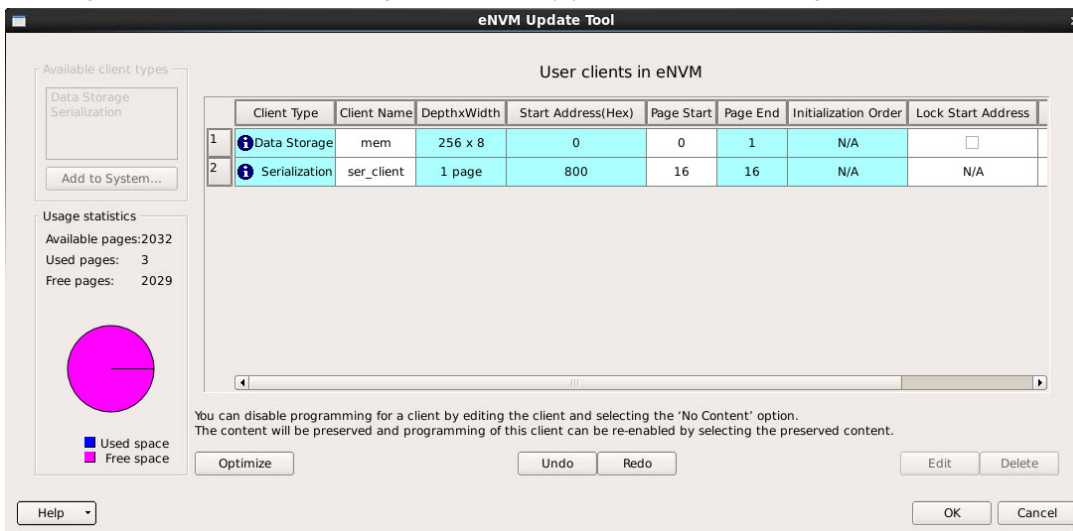 eNVM Update Tool
Available client types
Data Storage
Serialization
Add to System...
Usage statistics
Available pages:2032
Used pages: 3
Free pages: 2029
Used space
Free space
User clients in eNVM
Client Type Client Name DepthxWidth Start Address(Hex) Page Start Page End Initialization Order Lock Start Address
1 Data Storage mem 256 x 8 0 0 1 N/A
2 Serialization ser_client 1 page 800 16 16 N/A N/A
You can disable programming for a client by editing the client and selecting the ‘No Content’ option.
The content will be preserved and programming of this client can be re-enabled by selecting the preserved content.
Optimize Undo Redo Edit Delete
Help OK Cancel